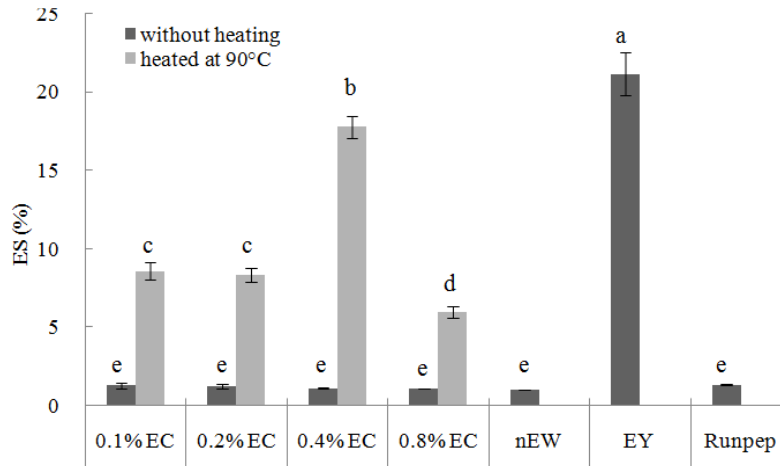 25
20
15
10
5
0
ES (%)
without heating
heated at 90°C
e
c
e
c
e
b
e
d
e
a
e
0.1% EC
0.2% EC
0.4% EC
0.8% EC
nEW
EY
Runpep